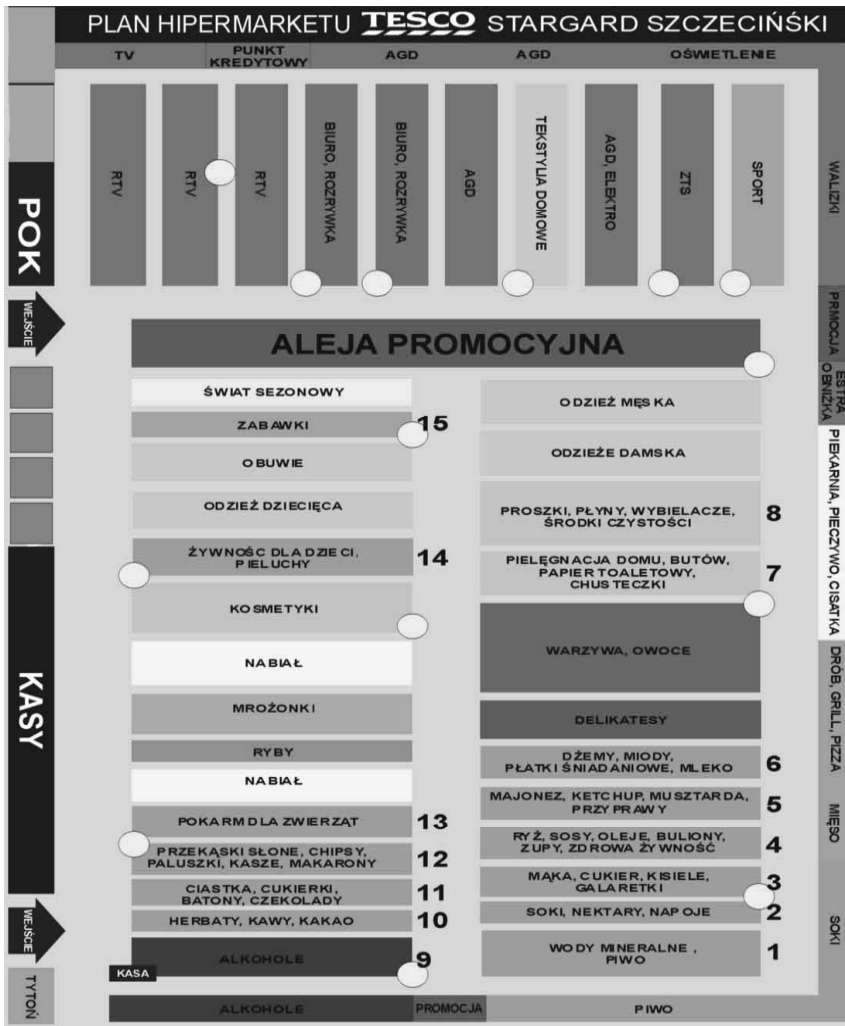 PLAN HIPERMARKETU TESCO STARGARD SZCZECIŃŚKI
TV
PUNKT
KREDYTOWY
AGD
AGD
OŚWIETLENIE
RTV
RTV
RTV
BIURO, ROZRYWKA
BIURO, ROZRYWKA
AGD
TEKSTYLIA DOMOWE
AGD, ELEKTRO
ZTS
SPORT
WALIZKI
POK
WEJŚCIE
ALEJA PROMOCYJNA
PRMOCJA
ESTRA
OBNIŻKA
ŚWIAT SEZONOWY
ZABAWKI 15
OBUWIE
ODZIEŻ DZIECIĘCA
ŻYWNOŚC DLA DZIECI,
PIELUCHY 14
KOSMETYKI
NABIAŁ
MROŻONKI
RYBY
NABIAŁ
POKARM DLA ZWIERZĄT 13
PRZEKĄSKI SŁONE, CHIPSY,
PALUSZKI, KASZE, MAKARONY 12
CIASTKA, CUKIERKI,
BATONY, CZEKOLADY 11
HERBATY, KAWY, KAKAO 10
ALKOHOLE 9
KASA
ODZIEŻ MĘSKA
ODZIEŻE DAMSKA
PROSZKI, PŁYNY, WYBIELACZE,
ŚRODKI CZYSTOŚCI 8
PIELĘGNACJA DOMU, BUTÓW,
PAPIER TOALETOWY,
CHUSTECZKI 7
WARZYWA, OWOCE
DELIKATESY
DŻEMY, MIODY,
PŁATKI ŚNIADANIOWE, MLEKO 6
MAJONEZ, KETCHUP, MUSZTARDA,
PRZYPRAWY 5
RYŻ, SOSY, OLEJE, BULIONY,
ZUPY, ZDROWA ŻYWNOŚĆ 4
MĄKA, CUKIER, KISIELE,
GALARETKI 3
SOKI, NEKTARY, NAPOJE 2
WODY MINERALNE ,
PIWO 1
PIEKARNIA, PIECZYWO, CISATKA
DRÓB, GRILL, PIZZA
MIĘSO
SOKI
KASY
WEJŚCIE
TYTOŃ
ALKOHOLE
PROMOCJA
PIWO